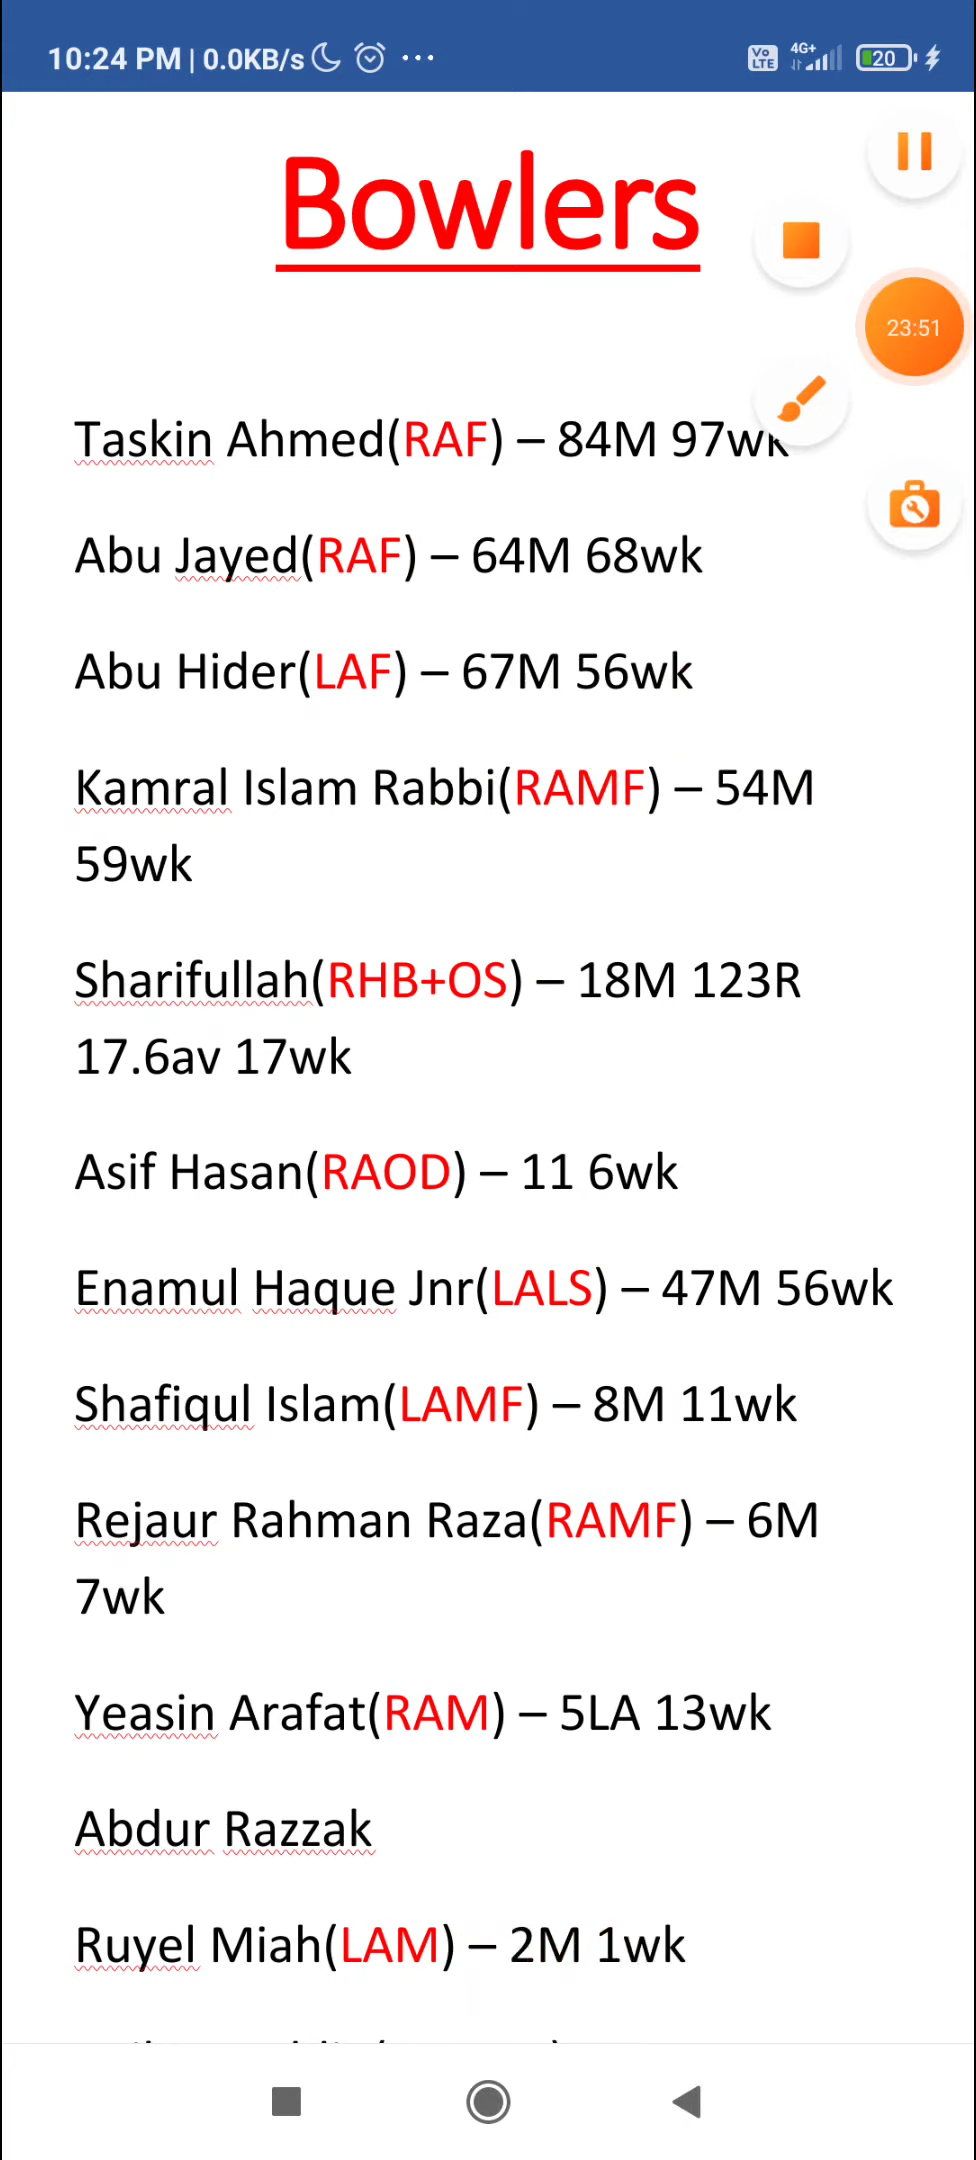 10:24 PM | 0.0KB/s ...
Vo LTE 4G+ 20
Bowlers
23:51
Taskin Ahmed(RAF) – 84M 97wk
Abu Jayed(RAF) – 64M 68wk
Abu Hider(LAF) – 67M 56wk
Kamral Islam Rabbi(RAMF) – 54M
59wk
Sharifullah(RHB+OS) – 18M 123R
17.6av 17wk
Asif Hasan(RAOD) – 11 6wk
Enamul Haque Jnr(LALS) – 47M 56wk
Shafiqul Islam(LAMF) – 8M 11wk
Rejaur Rahman Raza(RAMF) – 6M
7wk
Yeasin Arafat(RAM) – 5LA 13wk
Abdur Razzak
Ruyel Miah(LAM) – 2M 1wk